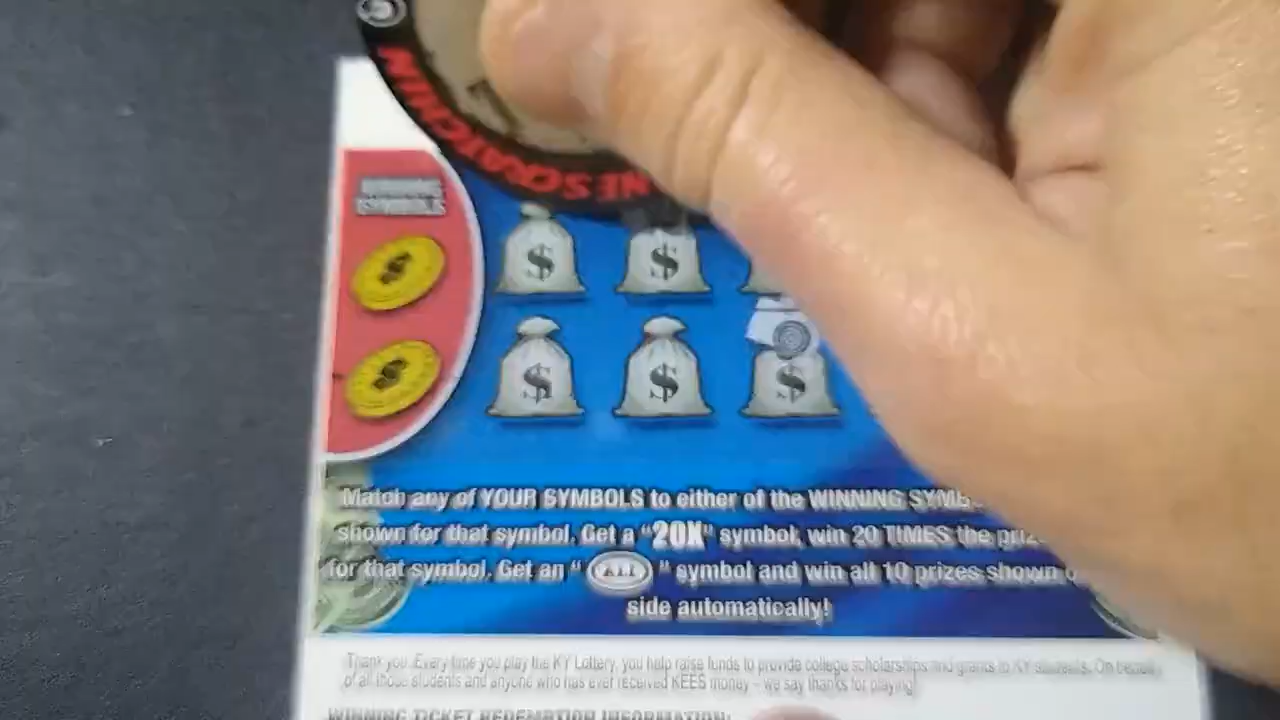 NE SCRATCHIN
WINNING
SYMBOLS
$ $ $
$ $ $
$ $
Match any of YOUR SYMBOLS to either of the WINNING SYMB
shown for that symbol. Get a "20X" symbol, win 20 TIMES the priz
for that symbol. Get an "ALL" symbol and win all 10 prizes shown o
side automatically!
Thank you. Every time you play the KY Lottery, you help raise funds to provide college scholarships and grants to KY students. On behalf
of all those students and anyone who has ever received KEES money – we say thanks for playing!
WINNING TICKET REDEMPTION INFORMATION: